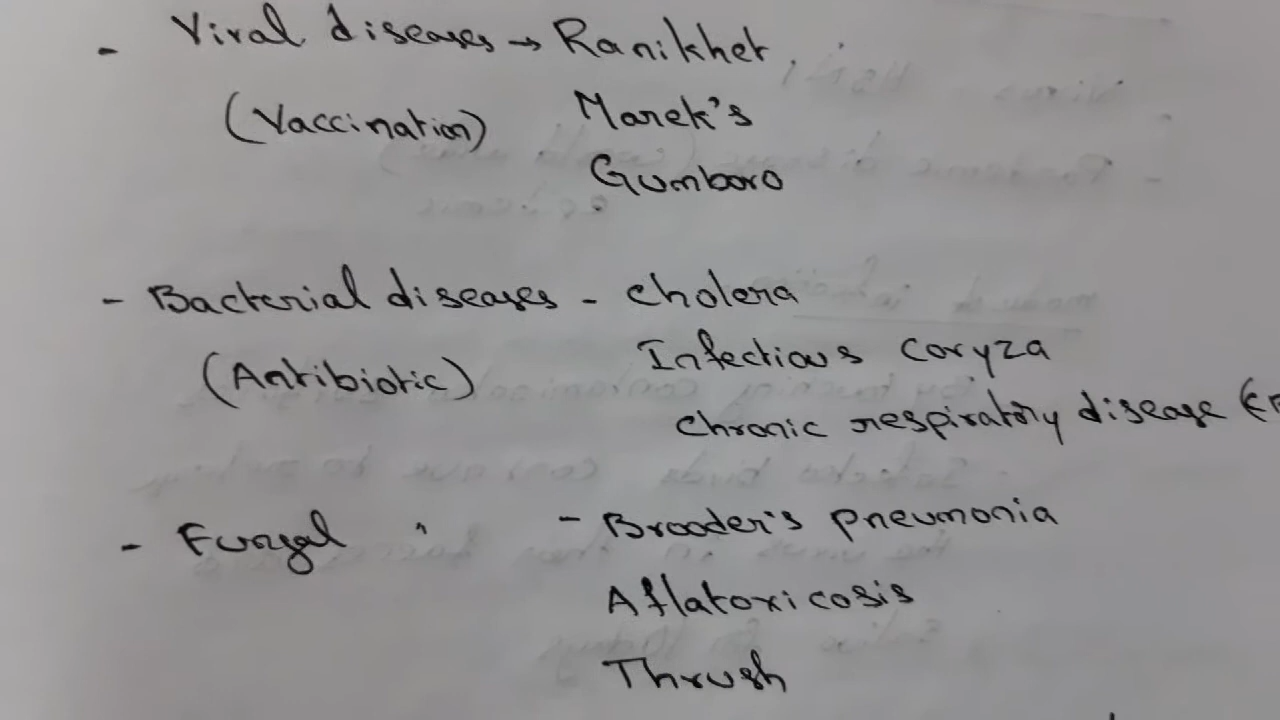 - Viral diseases → Ranikhet,
(Vaccination) Marek's
Gumboro
- Bacterial diseases - cholera
(Antibiotic) Infectious coryza
chronic respiratory disease
- Fungal " - Brooder's pneumonia
Aflatoxicosis
Thrush